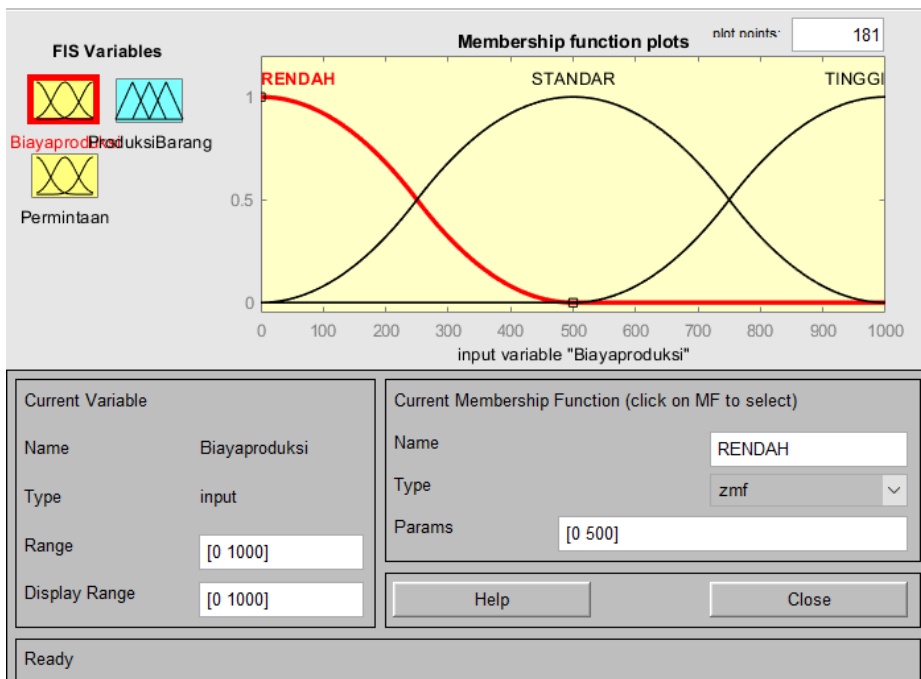 FIS Variables
Biayaproduksi
ProduksiBarang
Permintaan
Membership function plots
plot points:
181
RENDAH
STANDAR
TINGGI
1
0.5
0
0 100 200 300 400 500 600 700 800 900 1000
input variable "Biayaproduksi"
Current Variable
Name Biayaproduksi
Type input
Range [0 1000]
Display Range [0 1000]
Current Membership Function (click on MF to select)
Name RENDAH
Type zmf
Params [0 500]
Help Close
Ready